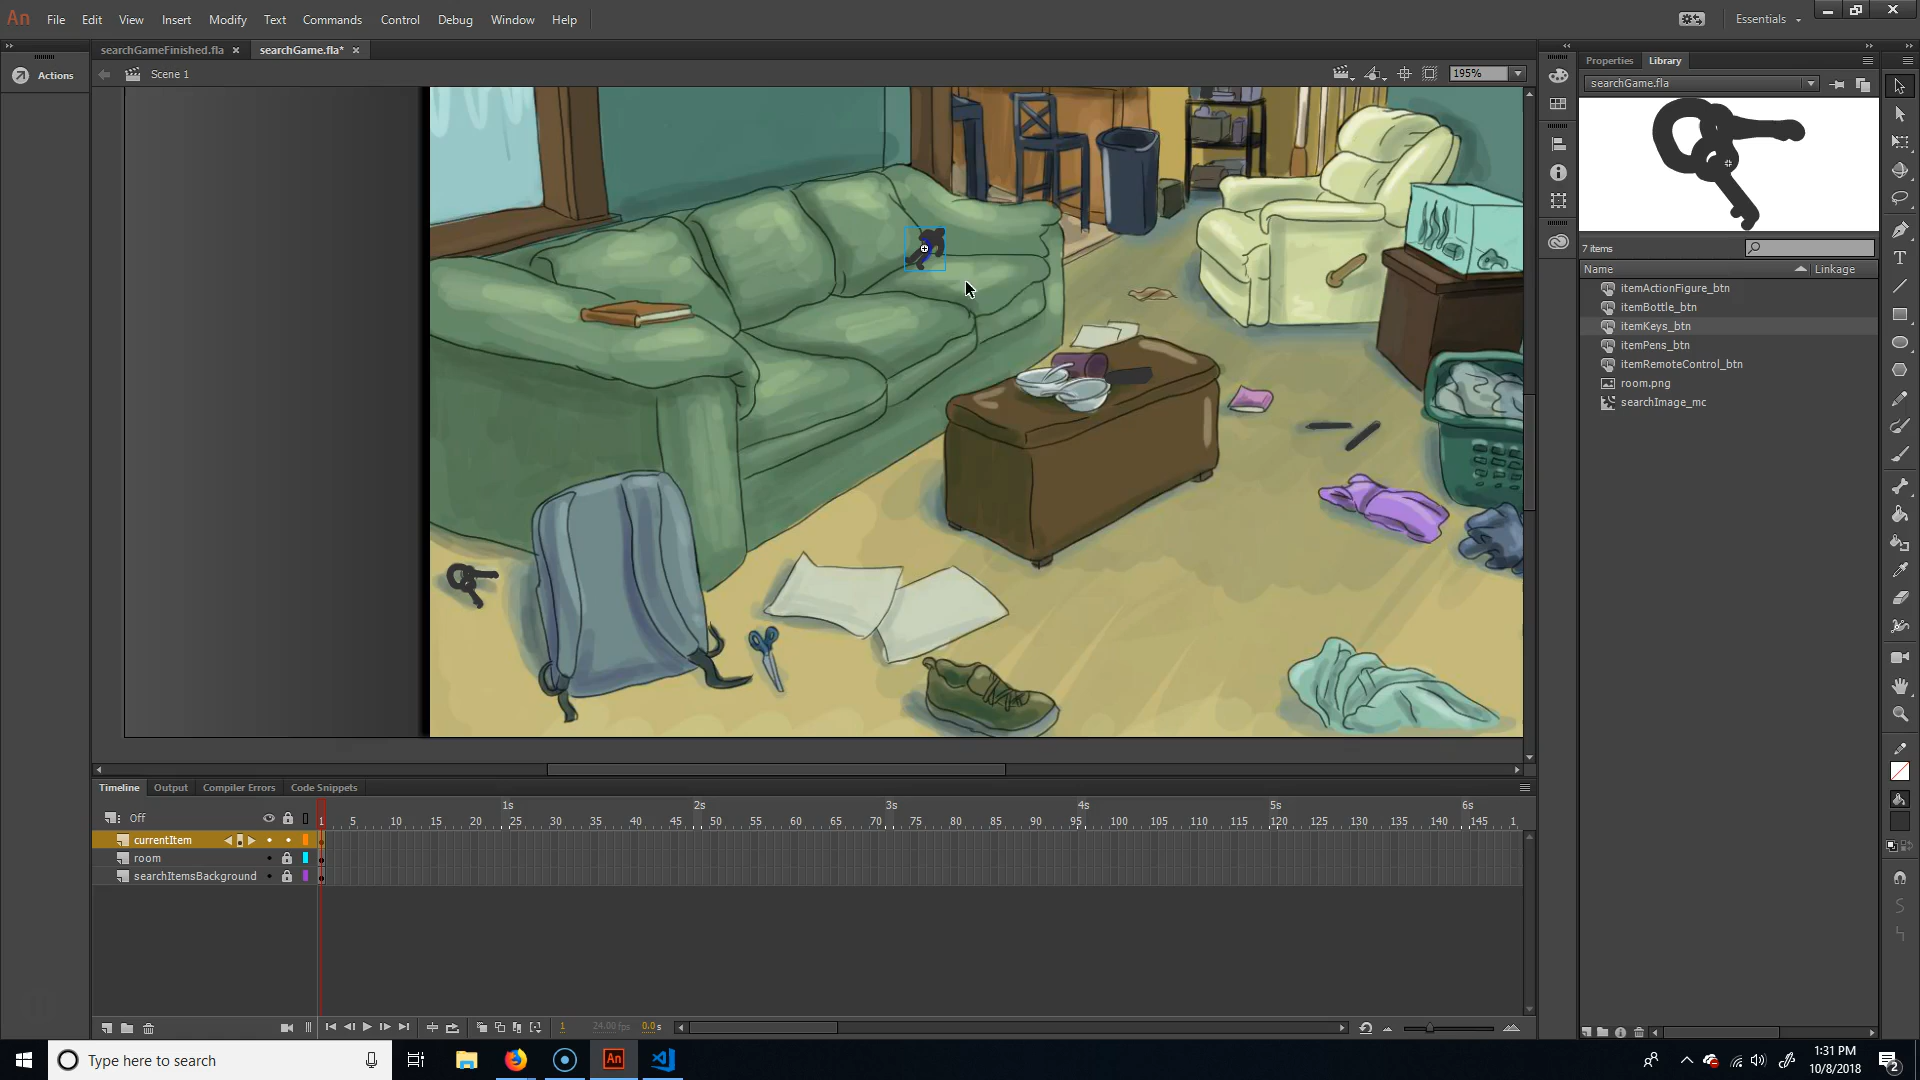 An File Edit View Insert Modify Text Commands Control Debug Window Help Essentials
searchGameFinished.fla × searchGame.fla* ×
Actions
Scene 1
195%
Properties Library
searchGame.fla
7 items
Name Linkage
itemActionFigure_btn
itemBottle_btn
itemKeys_btn
itemPens_btn
itemRemoteControl_btn
room.png
searchImage_mc
Timeline Output Compiler Errors Code Snippets
1s 2s 3s 4s 5s 6s
Off
1 5 10 15 20 25 30 35 40 45 50 55 60 65 70 75 80 85 90 95 100 105 110 115 120 125 130 135 140 145 1
currentItem
room
searchItemsBackground
1 24.00 fps 0.0 s
Type here to search
An
1:31 PM
10/8/2018
2